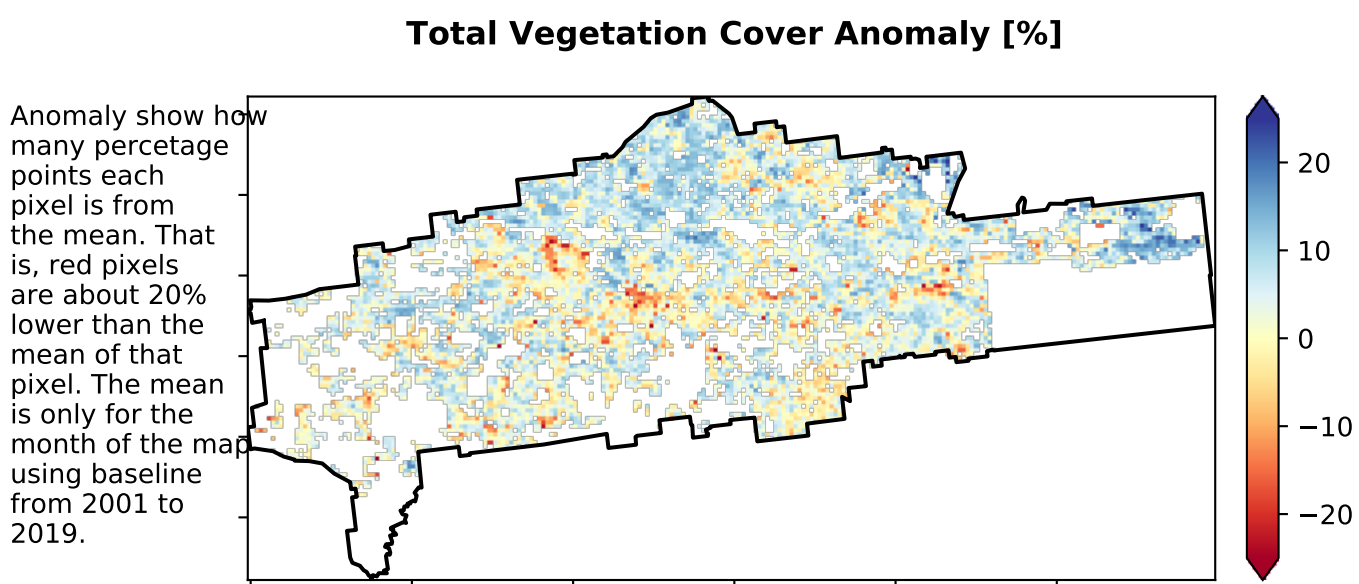 Total Vegetation Cover Anomaly [%]
Anomaly show how
many percetage
points each
pixel is from
the mean. That
is, red pixels
are about 20%
lower than the
mean of that
pixel. The mean
is only for the
month of the map
using baseline
from 2001 to
2019.
20
10
0
−10
−20